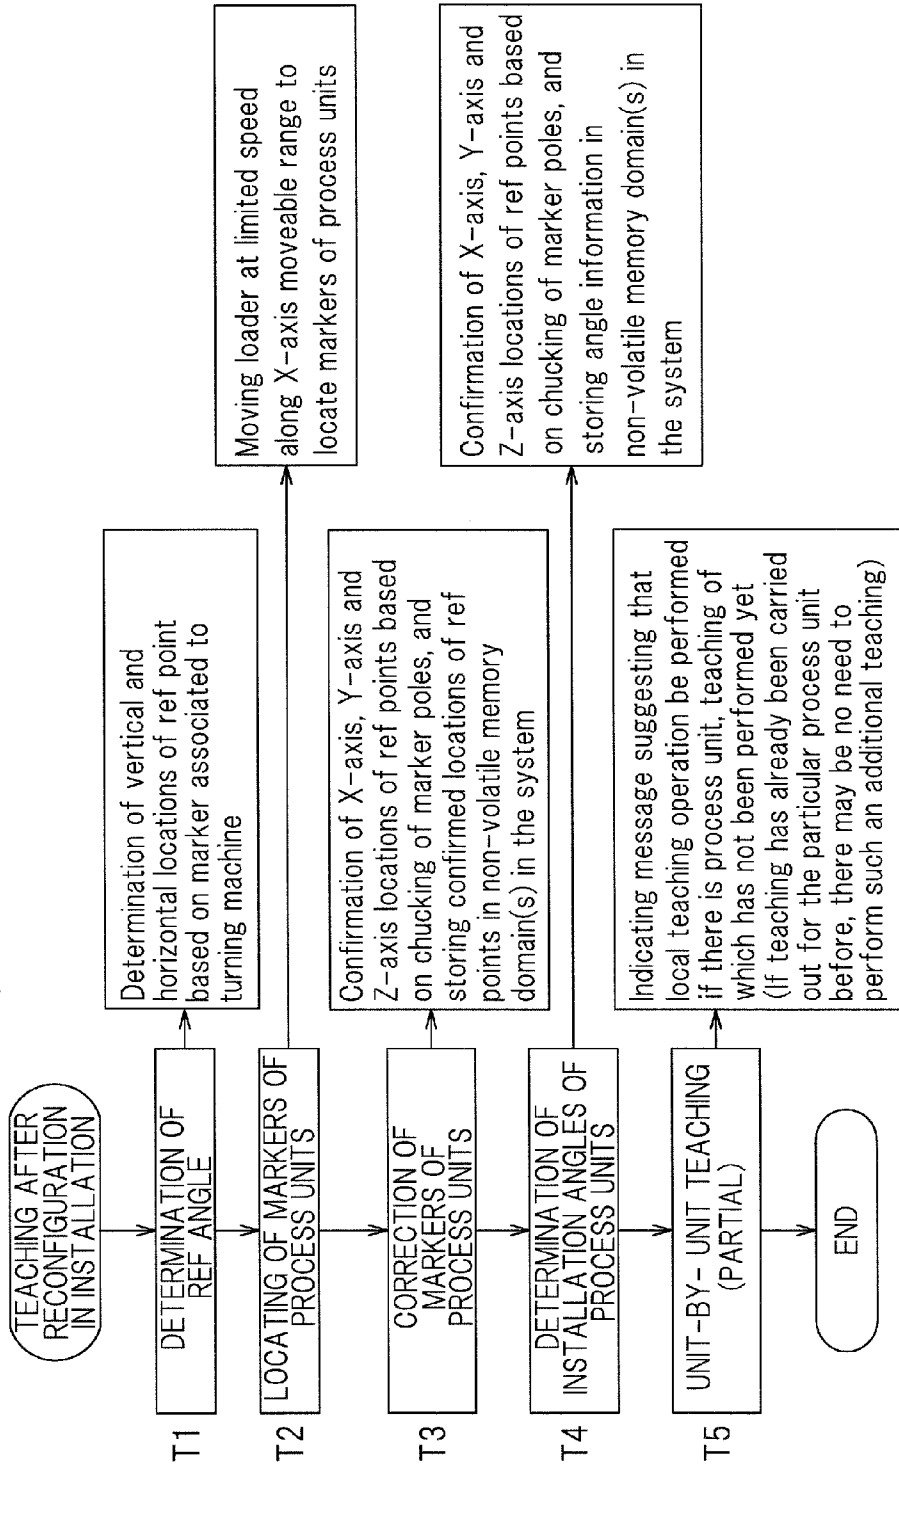 TEACHING AFTER
RECONFIGURATION
IN INSTALLATION
T1
DETERMINATION OF
REF ANGLE
Determination of vertical and
horizontal locations of ref point
based on marker associated to
turning machine
T2
LOCATING OF MARKERS OF
PROCESS UNITS
Moving loader at limited speed
along X-axis moveable range to
locate markers of process units
T3
CORRECTION OF
MARKERS OF
PROCESS UNITS
Confirmation of X-axis, Y-axis and
Z-axis locations of ref points based
on chucking of marker poles, and
storing confirmed locations of ref
points in non-volatile memory
domain(s) in the system
T4
DETERMINATION OF
INSTALLATION ANGLES OF
PROCESS UNITS
Confirmation of X-axis, Y-axis and
Z-axis locations of ref points based
on chucking of marker poles, and
storing angle information in
non-volatile memory domain(s) in
the system
T5
UNIT-BY- UNIT TEACHING
(PARTIAL)
Indicating message suggesting that
local teaching operation be performed
if there is process unit, teaching of
which has not been performed yet
(If teaching has already been carried
out for the particular process unit
before, there may be no need to
perform such an additional teaching)
END